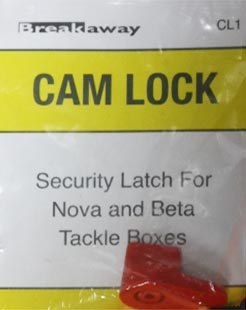 Breakaway CL1
CAM LOCK
Security Latch For
Nova and Beta
Tackle Boxes